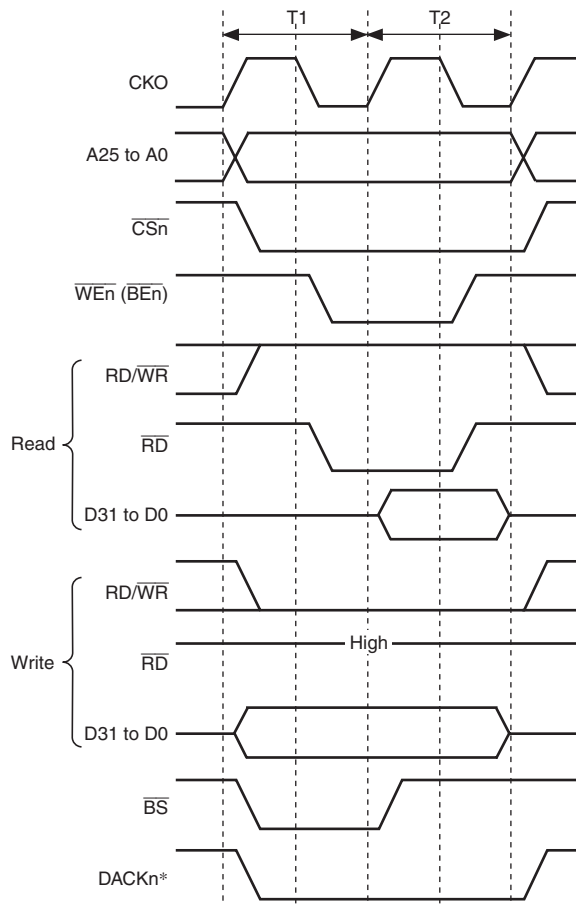 T1 T2
CKO
A25 to A0
CSn
WEn (BEn)
RD/WR
Read
RD
D31 to D0
RD/WR
High
Write
RD
D31 to D0
BS
DACKn*